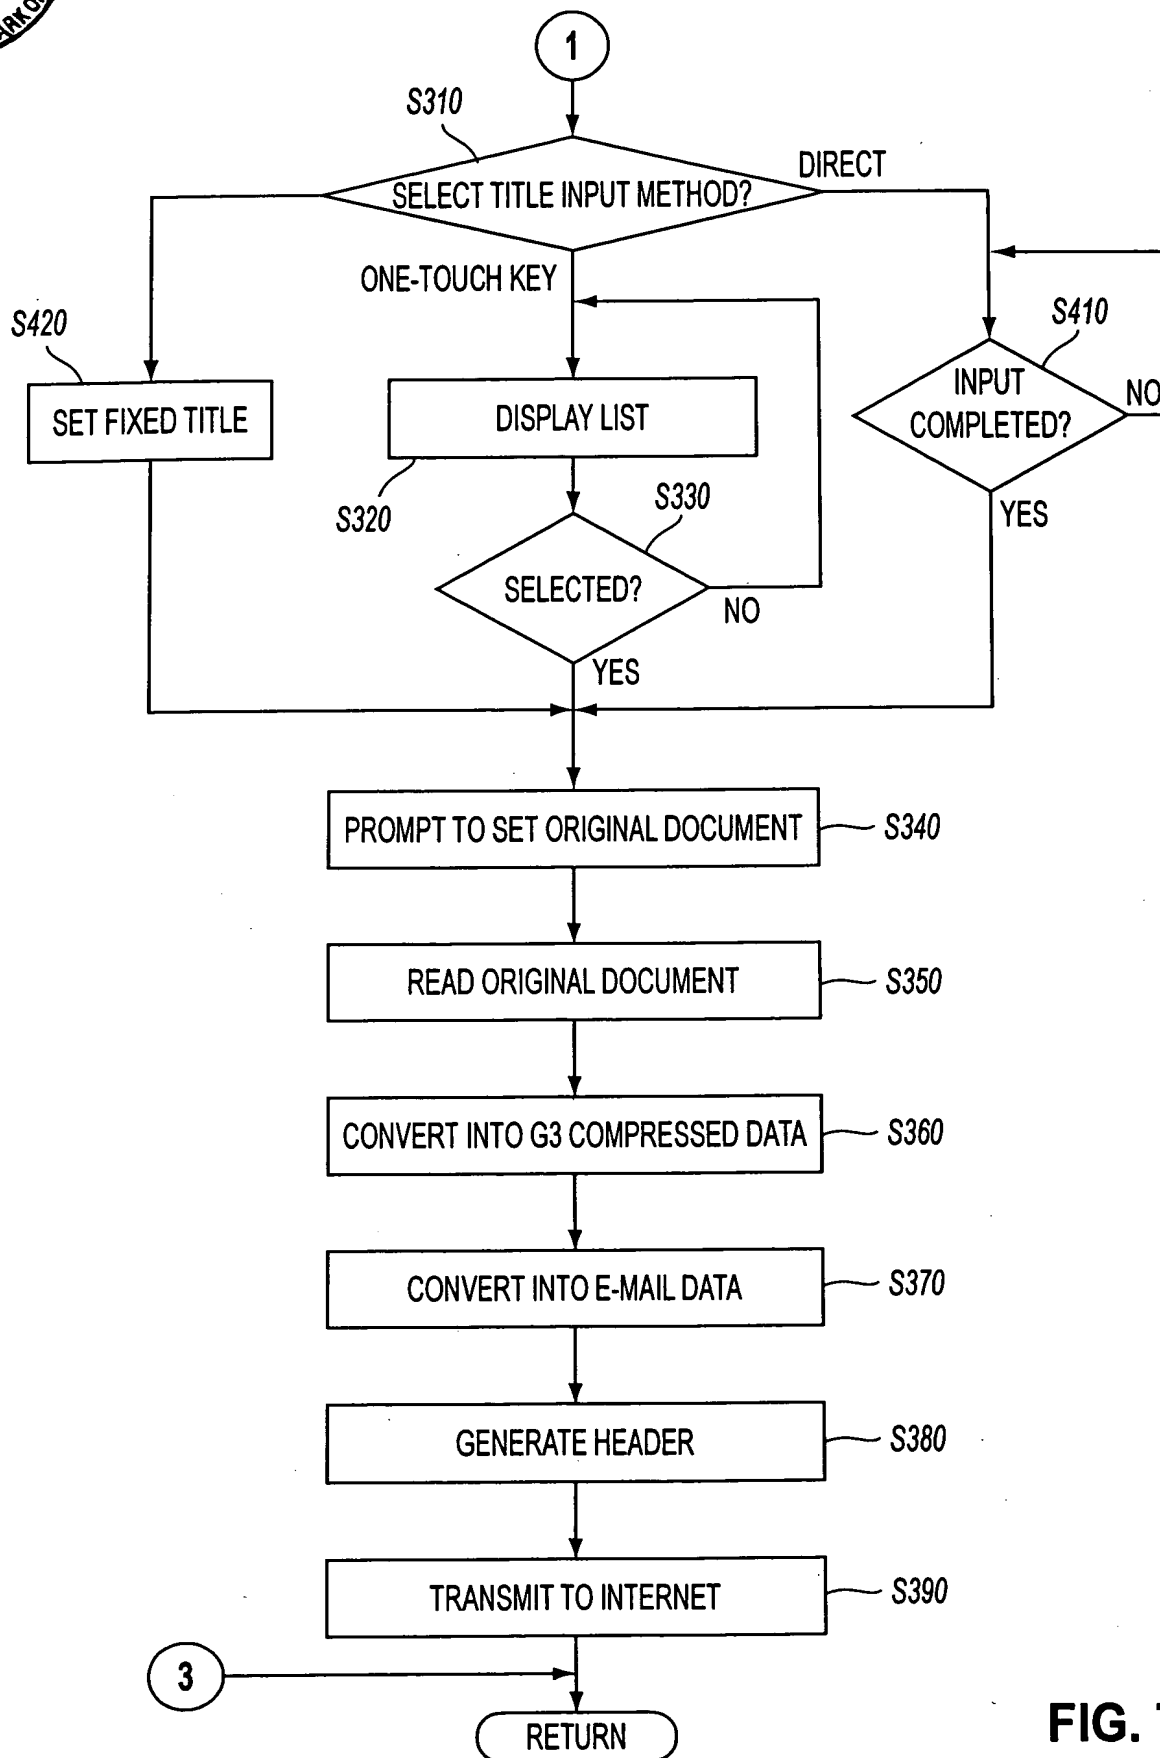 1
S310
DIRECT
SELECT TITLE INPUT METHOD?
ONE-TOUCH KEY
S420
S410
SET FIXED TITLE
DISPLAY LIST
INPUT
COMPLETED?
NO
S320
S330
YES
SELECTED?
NO
YES
PROMPT TO SET ORIGINAL DOCUMENT
S340
READ ORIGINAL DOCUMENT
S350
CONVERT INTO G3 COMPRESSED DATA
S360
CONVERT INTO E-MAIL DATA
S370
GENERATE HEADER
S380
TRANSMIT TO INTERNET
S390
3
RETURN
FIG.